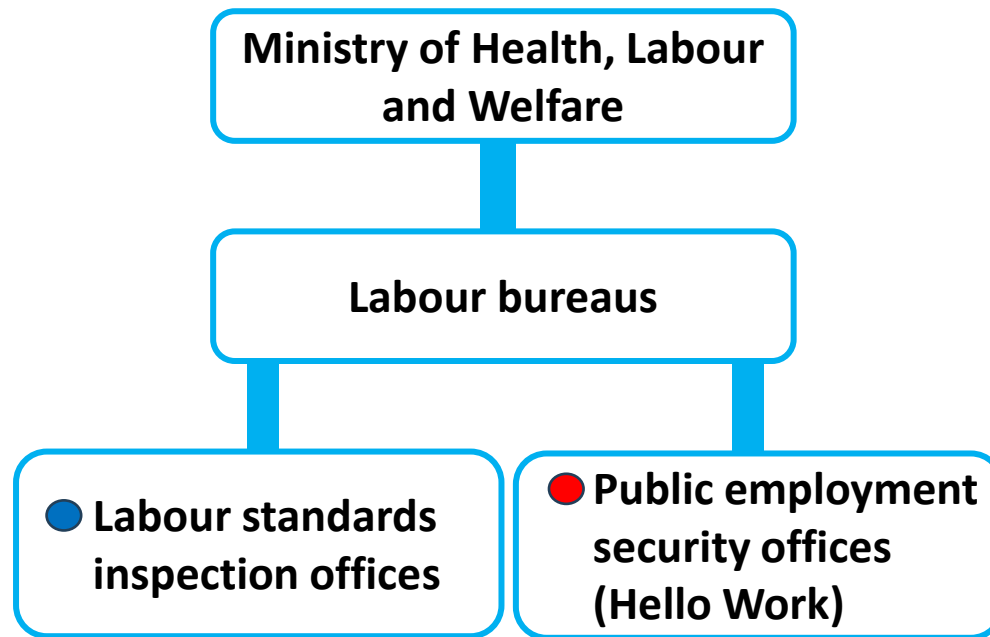 Ministry of Health, Labour
and Welfare
Labour bureaus
Labour standards
inspection offices
Public employment
security offices
(Hello Work)